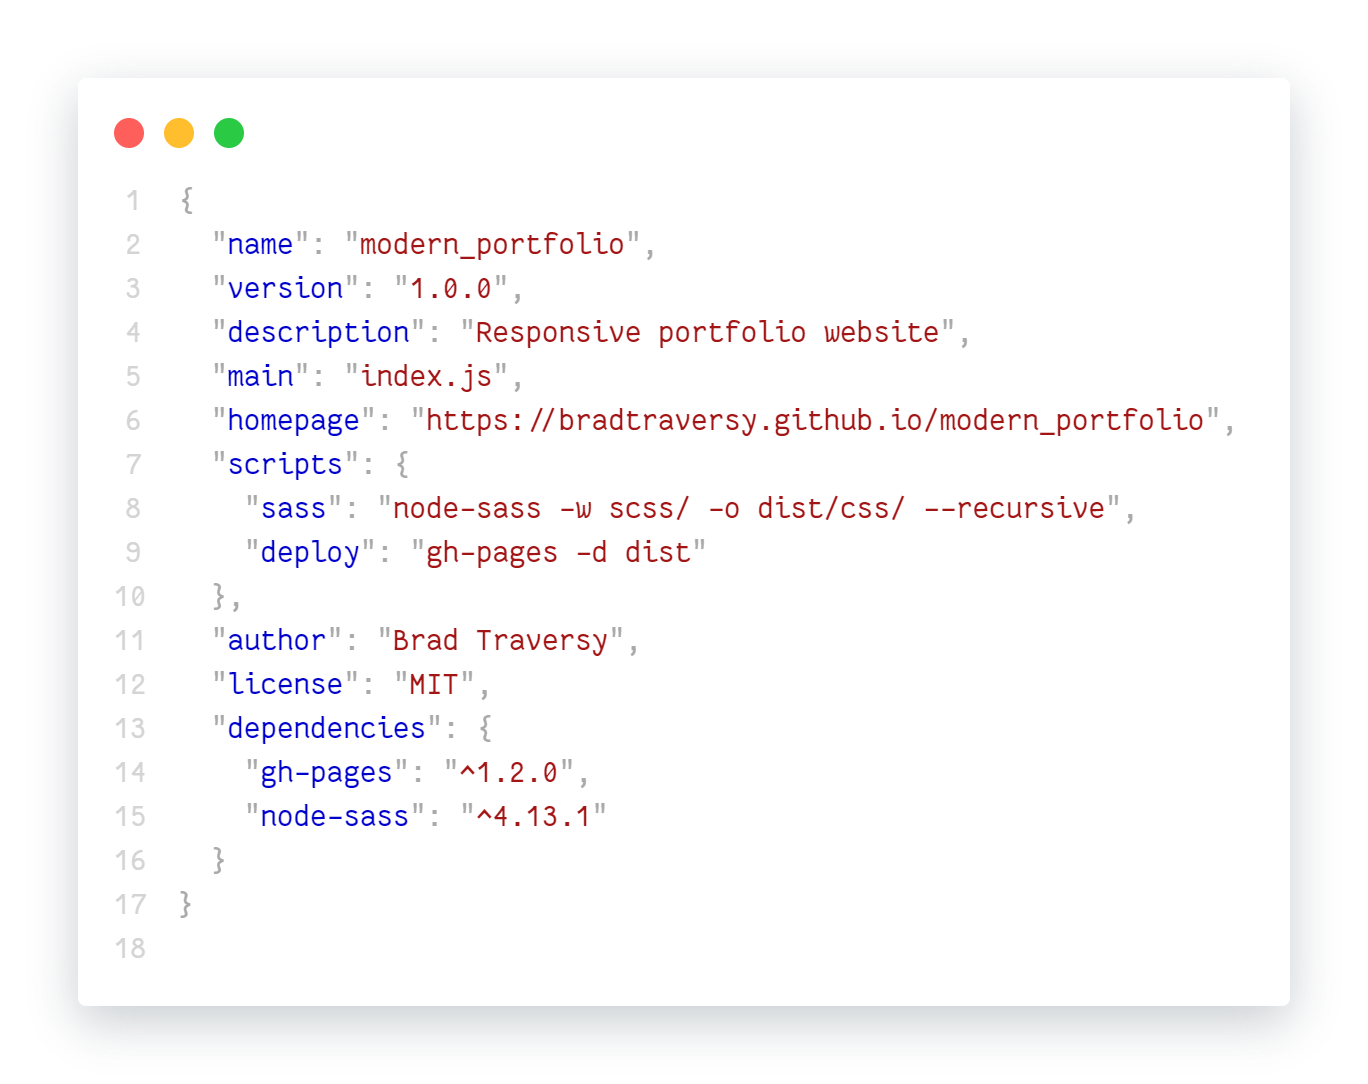 1 {
2   "name": "modern_portfolio",
3   "version": "1.0.0",
4   "description": "Responsive portfolio website",
5   "main": "index.js",
6   "homepage": "https://bradtraversy.github.io/modern_portfolio",
7   "scripts": {
8     "sass": "node-sass -w scss/ -o dist/css/ --recursive",
9     "deploy": "gh-pages -d dist"
10   },
11   "author": "Brad Traversy",
12   "license": "MIT",
13   "dependencies": {
14     "gh-pages": "^1.2.0",
15     "node-sass": "^4.13.1"
16   }
17 }
18